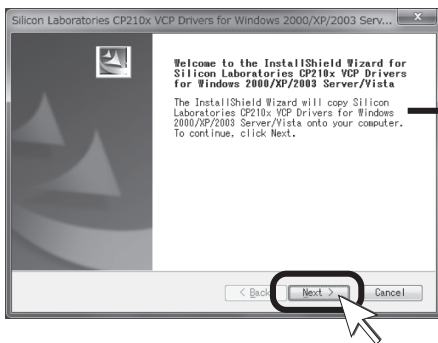 Silicon Laboratories CP210x VCP Drivers for Windows 2000/XP/2003 Serv...
Welcome to the InstallShield Wizard for
Silicon Laboratories CP210x VCP Drivers
for Windows 2000/XP/2003 Server/Vista
The InstallShield Wizard will copy Silicon
Laboratories CP210x VCP Drivers for Windows
2000/XP/2003 Server/Vista onto your computer.
To continue, click Next.
< Back Next > Cancel